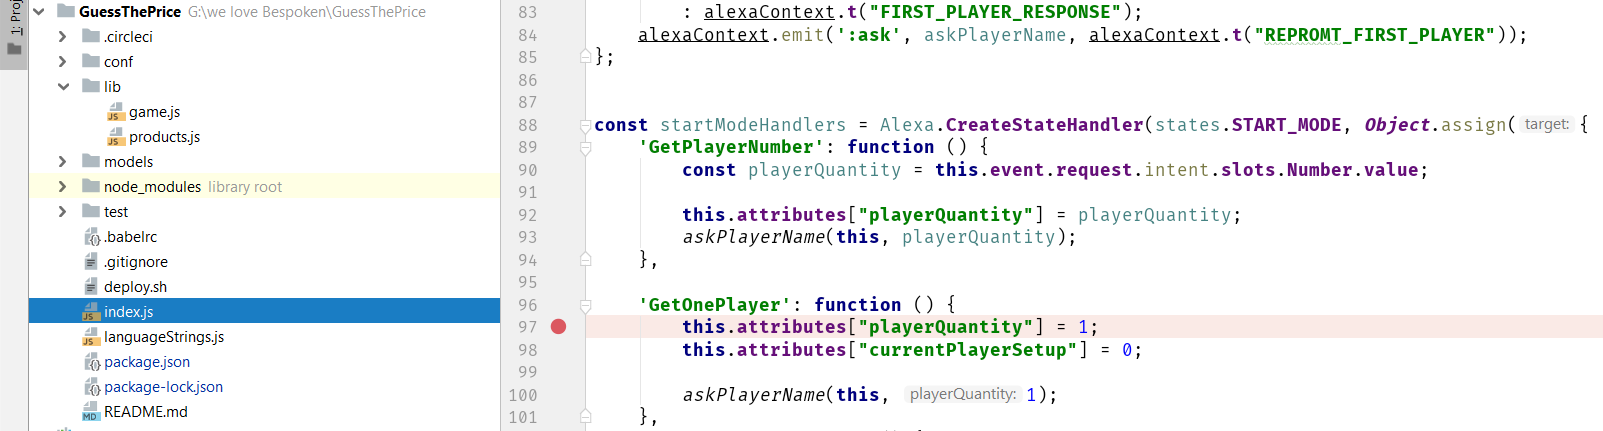 1: Proj
GuessThePrice G:\we love Bespoken\GuessThePrice
.circleci
conf
lib
game.js
products.js
models
node_modules library root
test
.babelrc
.gitignore
deploy.sh
index.js
languageStrings.js
package.json
package-lock.json
README.md
83 : alexaContext.t("FIRST_PLAYER_RESPONSE");
84 alexaContext.emit(':ask', askPlayerName, alexaContext.t("REPROMT_FIRST_PLAYER"));
85 };
86
87
88 const startModeHandlers = Alexa.CreateStateHandler(states.START_MODE, Object.assign( target: {
89 'GetPlayerNumber': function () {
90 const playerQuantity = this.event.request.intent.slots.Number.value;
91
92 this.attributes["playerQuantity"] = playerQuantity;
93 askPlayerName(this, playerQuantity);
94 },
95
96 'GetOnePlayer': function () {
97 this.attributes["playerQuantity"] = 1;
98 this.attributes["currentPlayerSetup"] = 0;
99
100 askPlayerName(this, playerQuantity: 1);
101 },